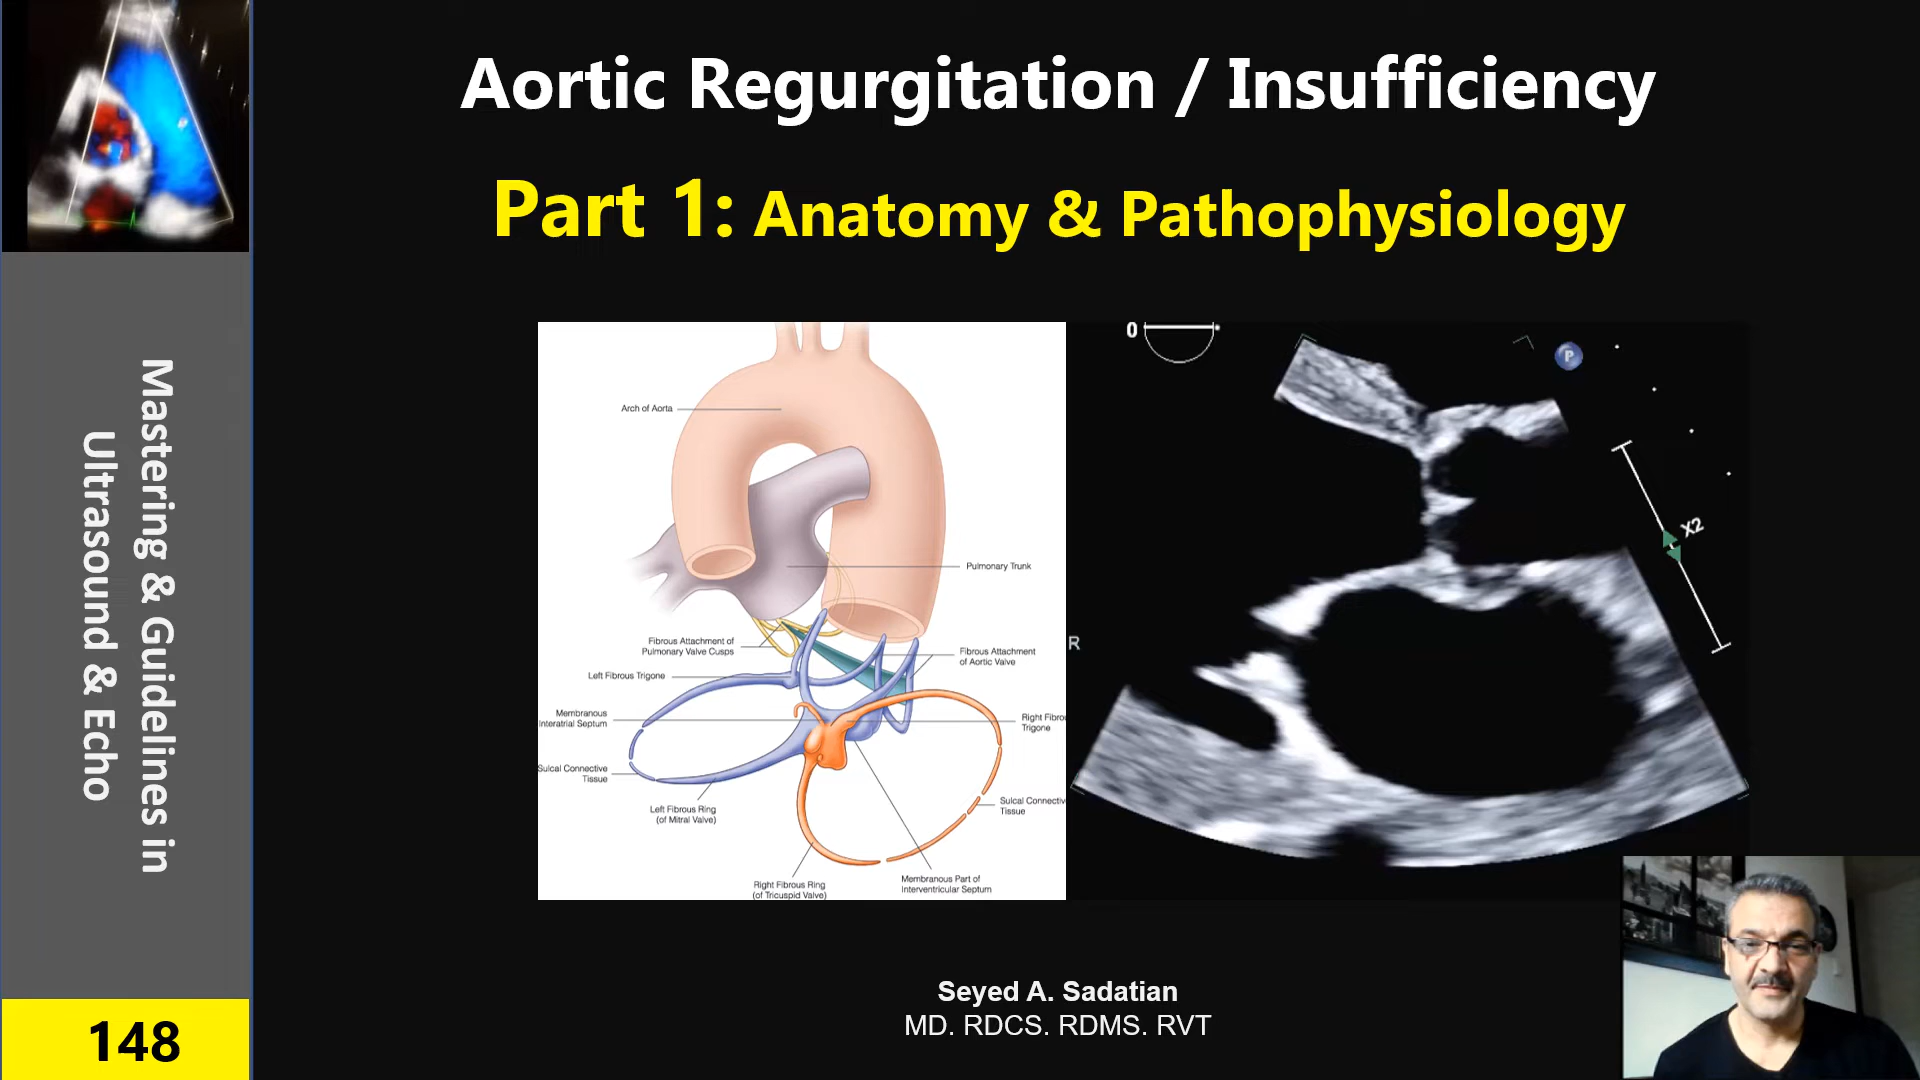 Aortic Regurgitation / Insufficiency
Part 1: Anatomy & Pathophysiology
Mastering & Guidelines in
Ultrasound & Echo
148
Arch of Aorta
Pulmonary Trunk
Fibrous Attachment of
Pulmonary Valve Cusps
Fibrous Attachment
of Aortic Valve
Left Fibrous Trigone
Membranous
Interatrial Septum
Right Fibro
Trigone
Sulcal Connective
Tissue
Left Fibrous Ring
(of Mitral Valve)
Sulcal Connectiv
Tissue
Right Fibrous Ring
(of Tricuspid Valve)
Membranous Part of
Interventricular Septum
0
P
X2
R
Seyed A. Sadatian
MD. RDCS. RDMS. RVT